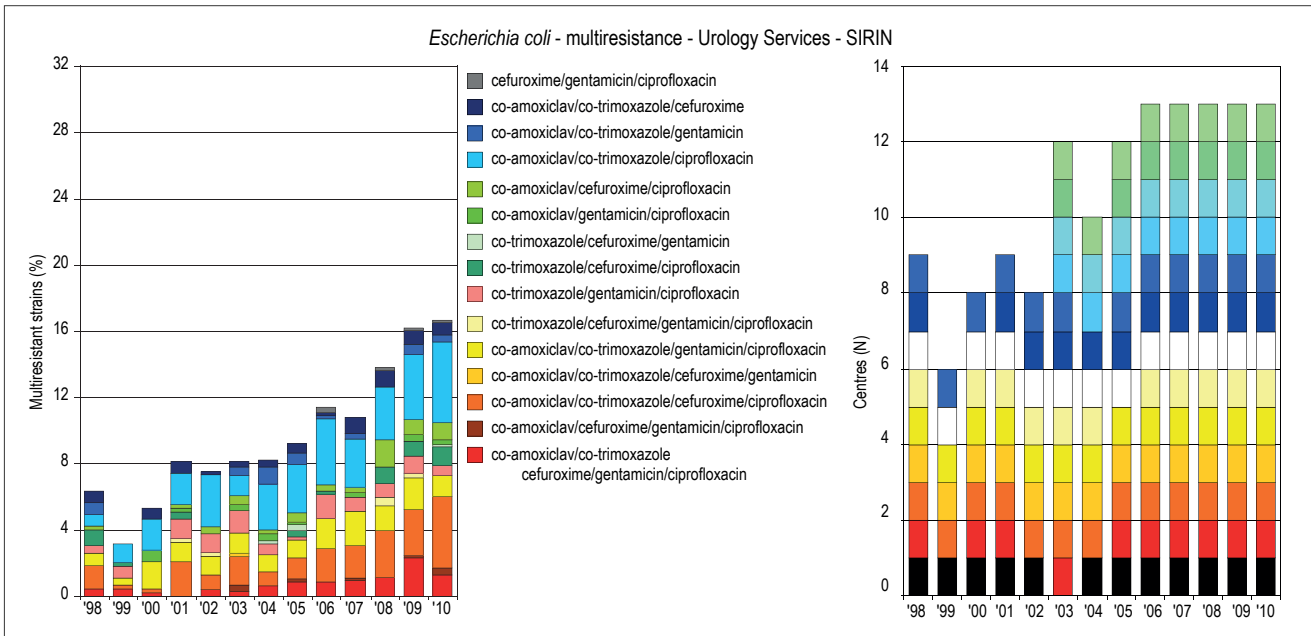 Escherichia coli - multiresistance - Urology Services - SIRIN
Multiresistant strains (%)
32
28
24
20
16
12
8
4
0
'98 '99 '00 '01 '02 '03 '04 '05 '06 '07 '08 '09 '10
cefuroxime/gentamicin/ciprofloxacin
co-amoxiclav/co-trimoxazole/cefuroxime
co-amoxiclav/co-trimoxazole/gentamicin
co-amoxiclav/co-trimoxazole/ciprofloxacin
co-amoxiclav/cefuroxime/ciprofloxacin
co-amoxiclav/gentamicin/ciprofloxacin
co-trimoxazole/cefuroxime/gentamicin
co-trimoxazole/cefuroxime/ciprofloxacin
co-trimoxazole/gentamicin/ciprofloxacin
co-trimoxazole/cefuroxime/gentamicin/ciprofloxacin
co-amoxiclav/co-trimoxazole/gentamicin/ciprofloxacin
co-amoxiclav/co-trimoxazole/cefuroxime/gentamicin
co-amoxiclav/co-trimoxazole/cefuroxime/ciprofloxacin
co-amoxiclav/cefuroxime/gentamicin/ciprofloxacin
co-amoxiclav/co-trimoxazole
cefuroxime/gentamicin/ciprofloxacin
Centres (N)
14
12
10
8
6
4
2
0
'98 '99 '00 '01 '02 '03 '04 '05 '06 '07 '08 '09 '10